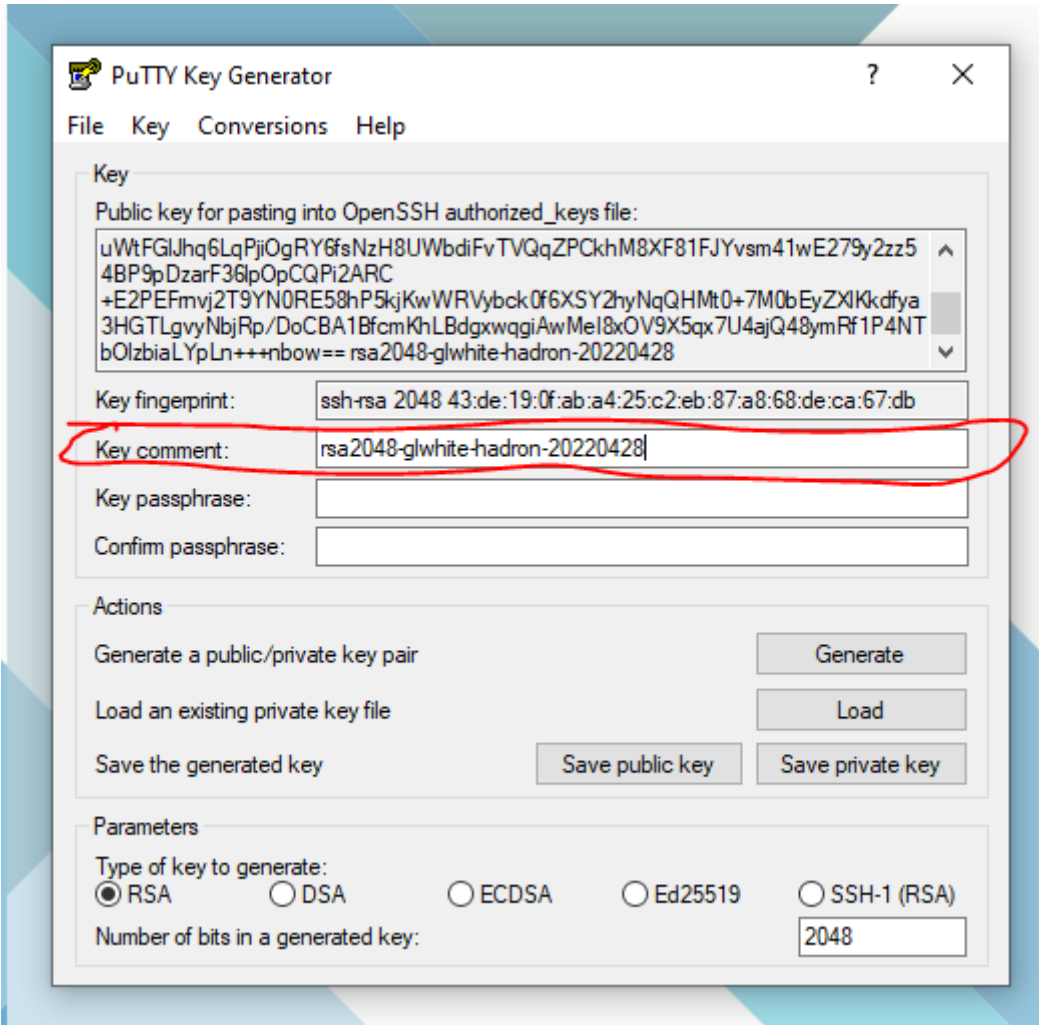 PuTTY Key Generator
? X
File Key Conversions Help
Key
Public key for pasting into OpenSSH authorized_keys file:
uWtFGlJhq6LqPjiOgRY6fsNzH8UWbdiFvTVQqZPCkhM8XF81FJYvsm41wE279y2zz5
4BP9pDzarF36lpOpCQPi2ARC
+E2PEFmvj2T9YN0RE58hP5kjKwWRVybck0f6XSY2hyNqQHMt0+7M0bEyZXlKkdfya
3HGTLgvyNbjRp/DoCBA1BfcmKhLBdgxwqgiAwMeI8xOV9X5qx7U4ajQ48ymRf1P4NT
bOlzbiaLYpLn+++nbow== rsa2048-glwhite-hadron-20220428
Key fingerprint: ssh-rsa 2048 43:de:19:0f:ab:a4:25:c2:eb:87:a8:68:de:ca:67:db
Key comment: rsa2048-glwhite-hadron-20220428
Key passphrase:
Confirm passphrase:
Actions
Generate a public/private key pair Generate
Load an existing private key file Load
Save the generated key Save public key Save private key
Parameters
Type of key to generate:
RSA DSA ECDSA Ed25519 SSH-1 (RSA)
Number of bits in a generated key: 2048